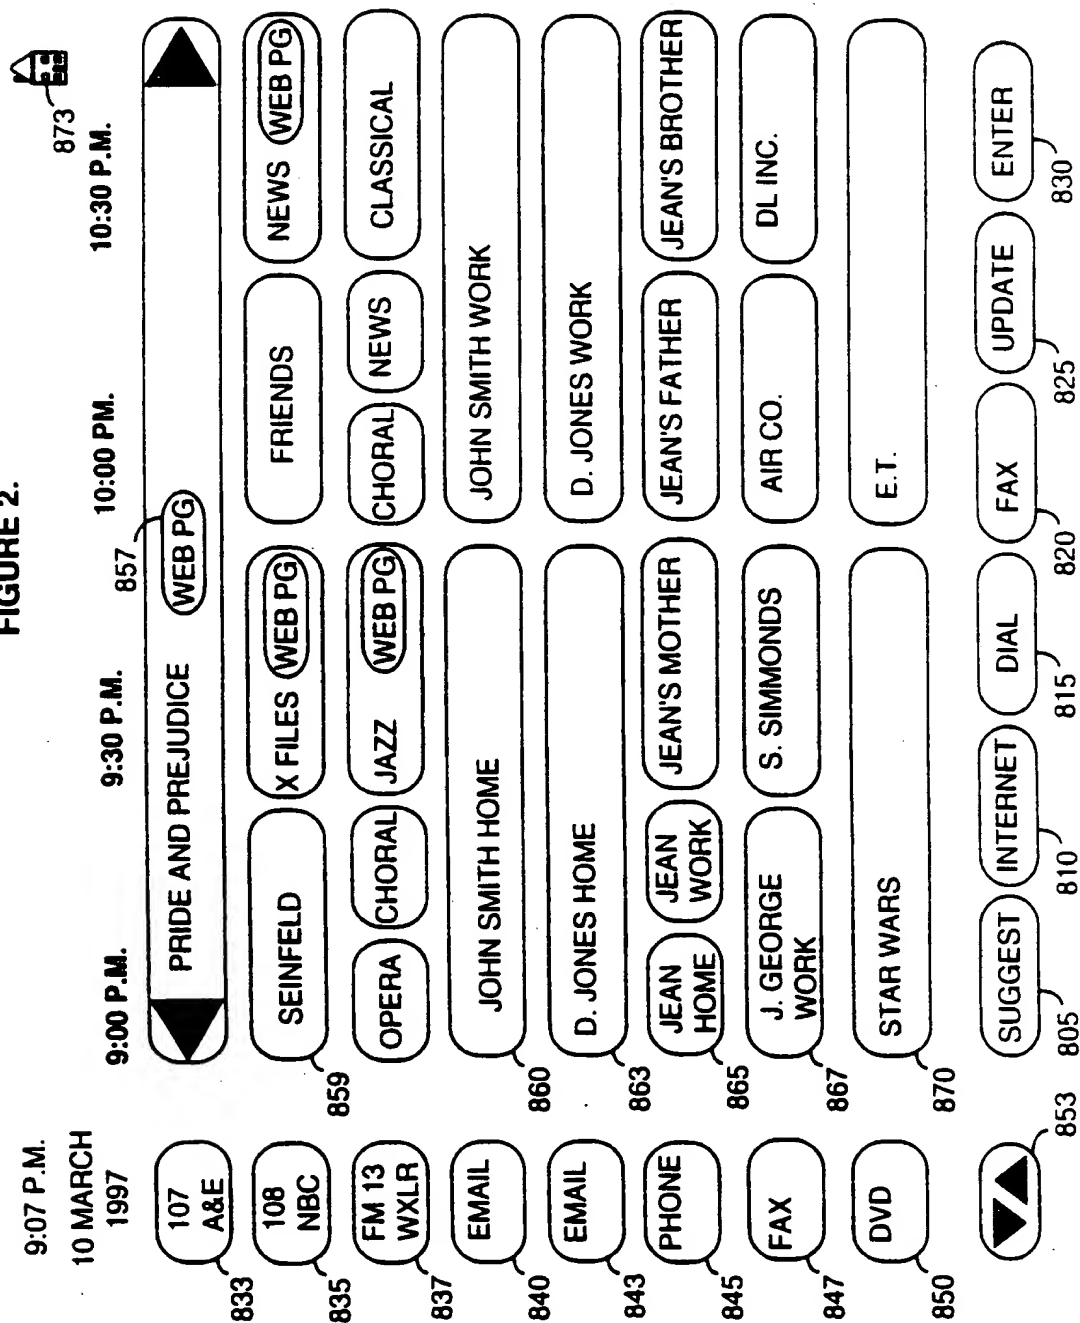 FIGURE 2.
9:07 P.M.
10 MARCH
1997
9:00 P.M.
9:30 P.M.
10:00 PM.
10:30 P.M.
873
857
107
A&E
833
PRIDE AND PREJUDICE
WEB PG
108
NBC
835
SEINFELD
859
X FILES
WEB PG
FRIENDS
NEWS
WEB PG
FM 13
WXLR
837
OPERA
CHORAL
JAZZ
WEB PG
CHORAL
NEWS
CLASSICAL
EMAIL
840
JOHN SMITH HOME
860
JOHN SMITH WORK
EMAIL
843
D. JONES HOME
863
D. JONES WORK
PHONE
845
JEAN
HOME
865
JEAN
WORK
JEAN'S MOTHER
JEAN'S FATHER
JEAN'S BROTHER
FAX
847
J. GEORGE
WORK
867
S. SIMMONDS
AIR CO.
DL INC.
DVD
850
STAR WARS
870
E.T.
853
SUGGEST
805
INTERNET
810
DIAL
815
FAX
820
UPDATE
825
ENTER
830